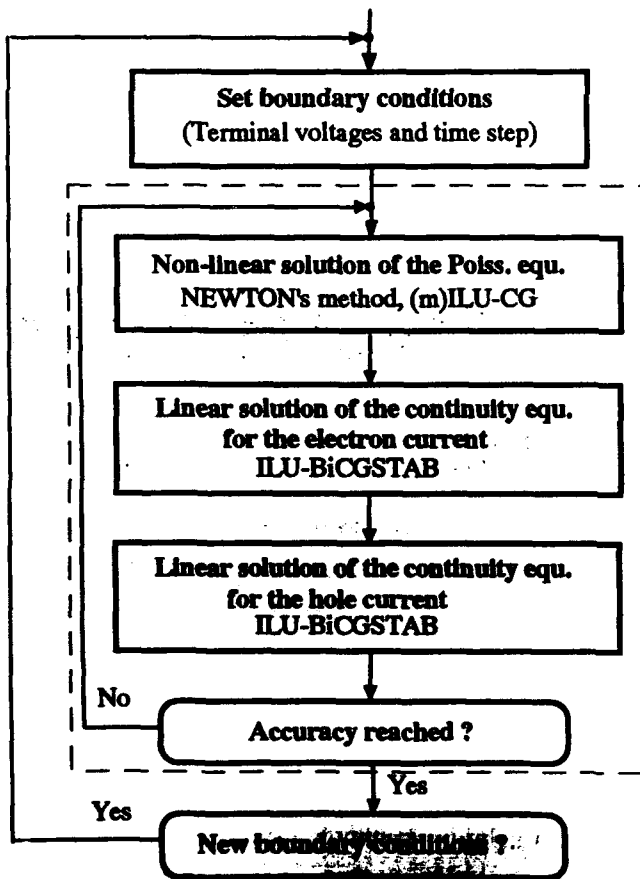 Set boundary conditions
(Terminal voltages and time step)
Non-linear solution of the Poiss. equ.
NEWTON's method, (m)ILU-CG
Linear solution of the continuity equ.
for the electron current
ILU-BiCGSTAB
Linear solution of the continuity equ.
for the hole current
ILU-BiCGSTAB
No
Accuracy reached ?
Yes
Yes
New boundary conditions ?